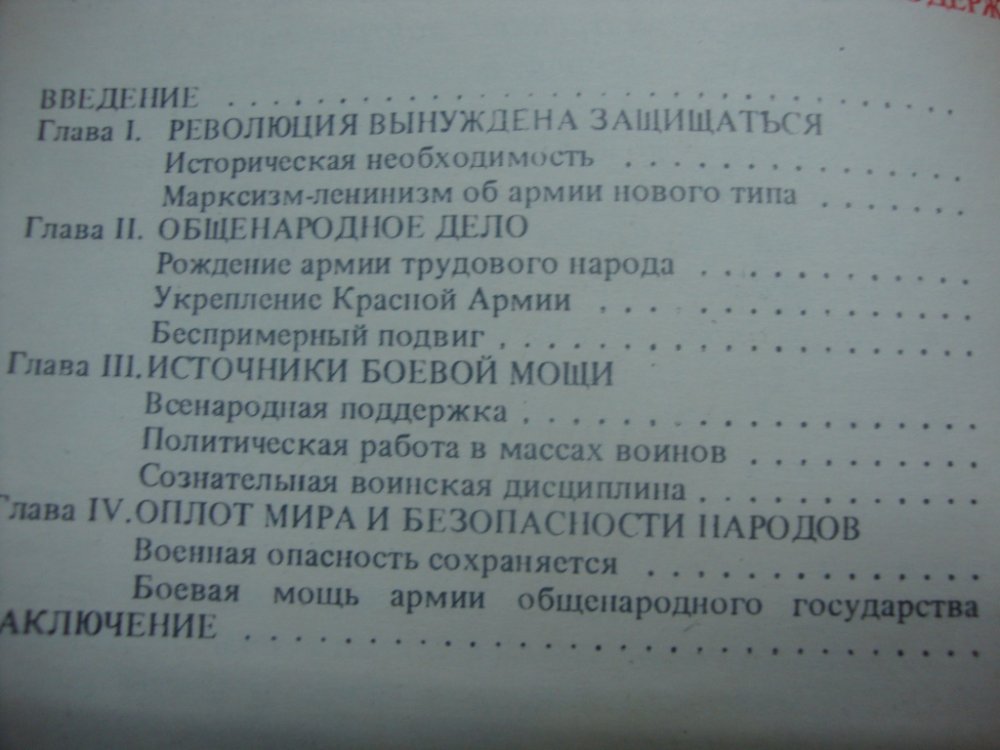 ВВЕДЕНИЕ . . . . . . . . . . . . . . . . . . . . . . . .
Глава I. РЕВОЛЮЦИЯ ВЫНУЖДЕНА ЗАЩИЩАТЬСЯ
Историческая необходимость . . . . . . . . . . . .
Марксизм-ленинизм об армии нового типа . . . . . .
Глава II. ОБЩЕНАРОДНОЕ ДЕЛО
Рождение армии трудового народа . . . . . . . . . .
Укрепление Красной Армии . . . . . . . . . . . . .
Беспримерный подвиг . . . . . . . . . . . . . . . .
Глава III. ИСТОЧНИКИ БОЕВОЙ МОЩИ
Всенародная поддержка . . . . . . . . . . . . . . .
Политическая работа в массах воинов . . . . . . . .
Сознательная воинская дисциплина . . . . . . . . .
Глава IV. ОПЛОТ МИРА И БЕЗОПАСНОСТИ НАРОДОВ
Военная опасность сохраняется . . . . . . . . . . .
Боевая мощь армии общенародного государства
АКЛЮЧЕНИЕ . . . . . . . . . . . . . . . . . . . . . .